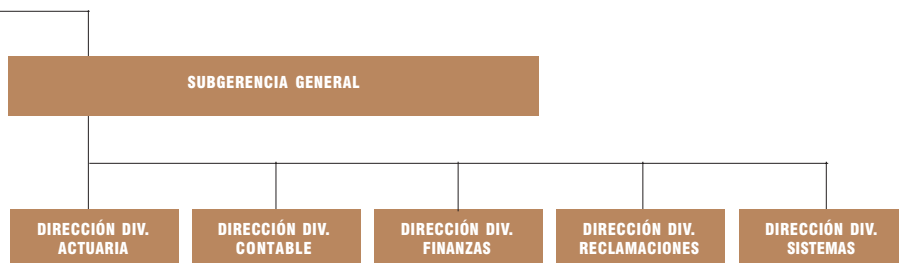 SUBGERENCIA GENERAL
DIRECCIÓN DIV.
ACTUARIA
DIRECCIÓN DIV.
CONTABLE
DIRECCIÓN DIV.
FINANZAS
DIRECCIÓN DIV.
RECLAMACIONES
DIRECCIÓN DIV.
SISTEMAS